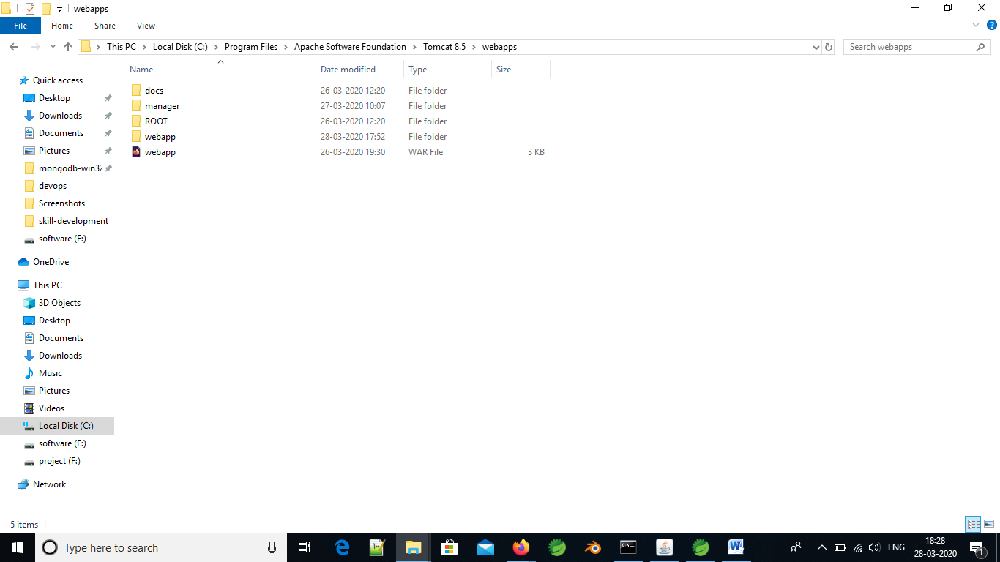 webapps
File Home Share View
This PC Local Disk (C:) Program Files Apache Software Foundation Tomcat 8.5 webapps
Search webapps
Name Date modified Type Size
Quick access
Desktop
Downloads
Documents
Pictures
mongodb-win32
devops
Screenshots
skill-development
software (E:)
OneDrive
This PC
3D Objects
Desktop
Documents
Downloads
Music
Pictures
Videos
Local Disk (C:)
software (E:)
project (F:)
Network
docs 26-03-2020 12:20 File folder
manager 27-03-2020 10:07 File folder
ROOT 26-03-2020 12:20 File folder
webapp 28-03-2020 17:52 File folder
webapp 26-03-2020 19:30 WAR File 3 KB
5 items
Type here to search
ENG
18:28
28-03-2020
1